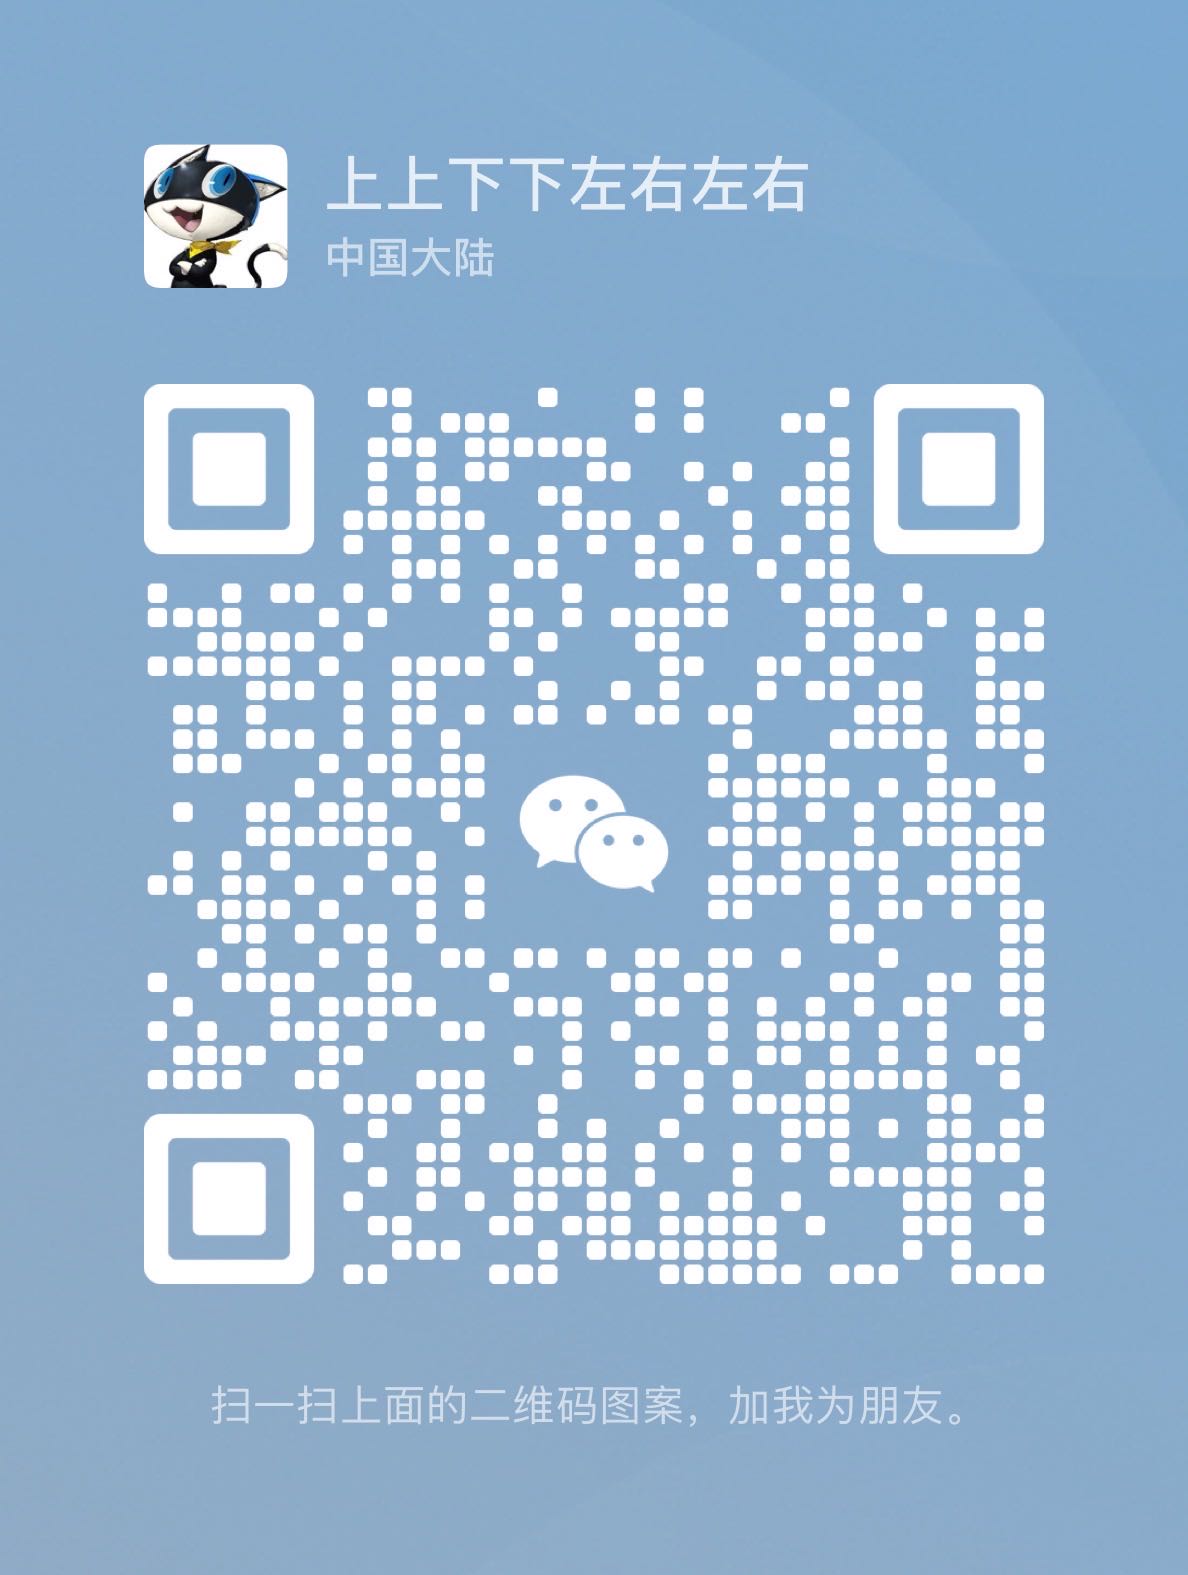 上上下下左右左右
中国大陆
扫一扫上面的二维码图案，加我为朋友。